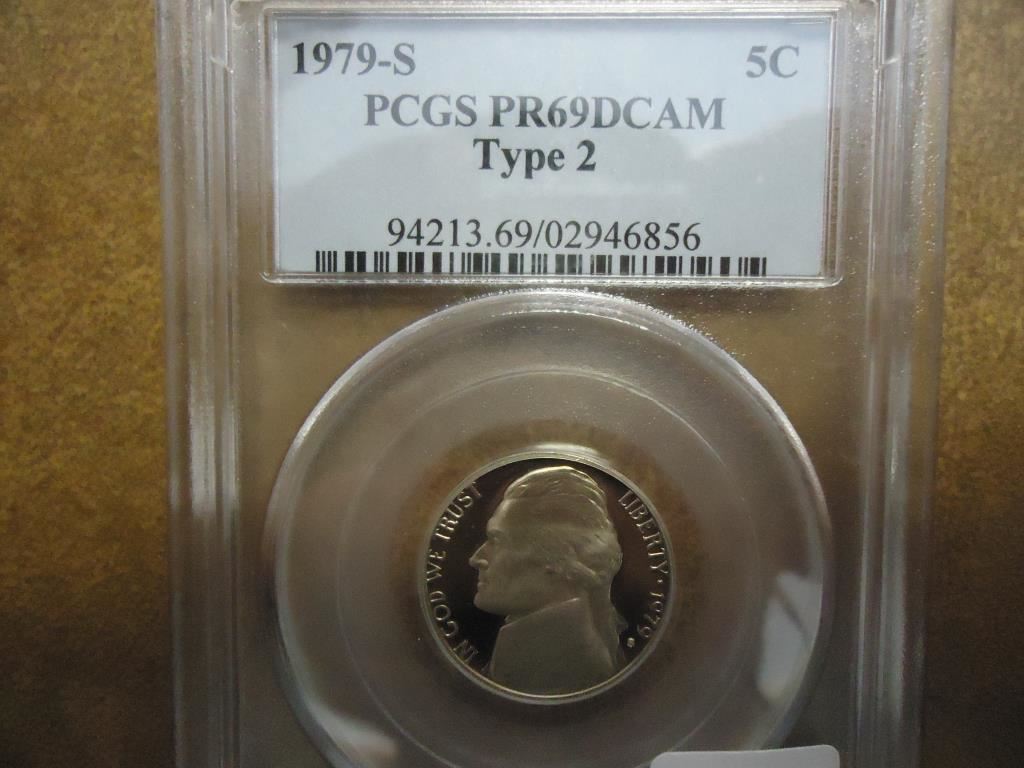 1979-S 5C
PCGS PR69DCAM
Type 2
94213.69/02946856
IN GOD WE TRUST
LIBERTY · 1979